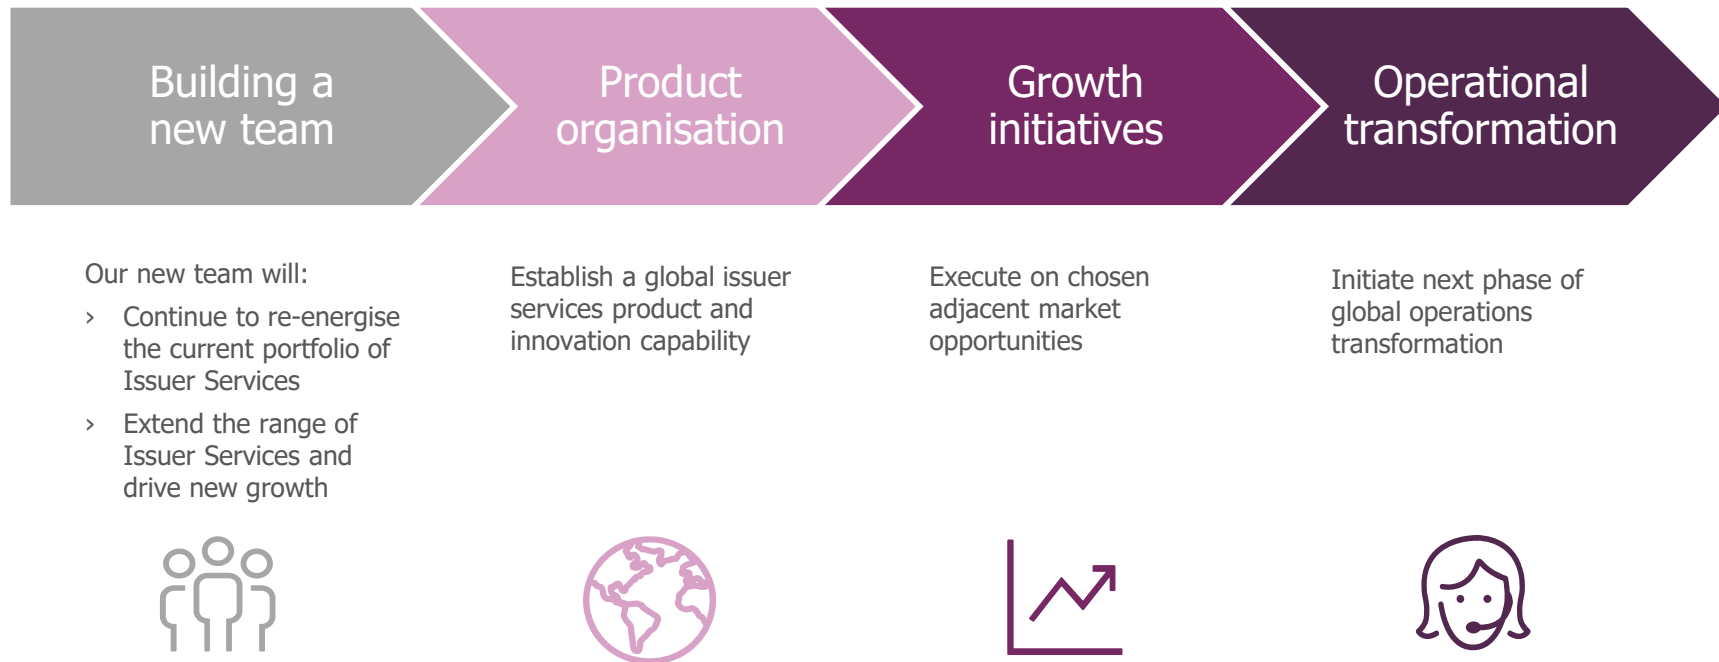 Building a
new team
Product
organisation
Growth
initiatives
Operational
transformation
Our new team will:
› Continue to re-energise
the current portfolio of
Issuer Services
› Extend the range of
Issuer Services and
drive new growth
Establish a global issuer
services product and
innovation capability
Execute on chosen
adjacent market
opportunities
Initiate next phase of
global operations
transformation